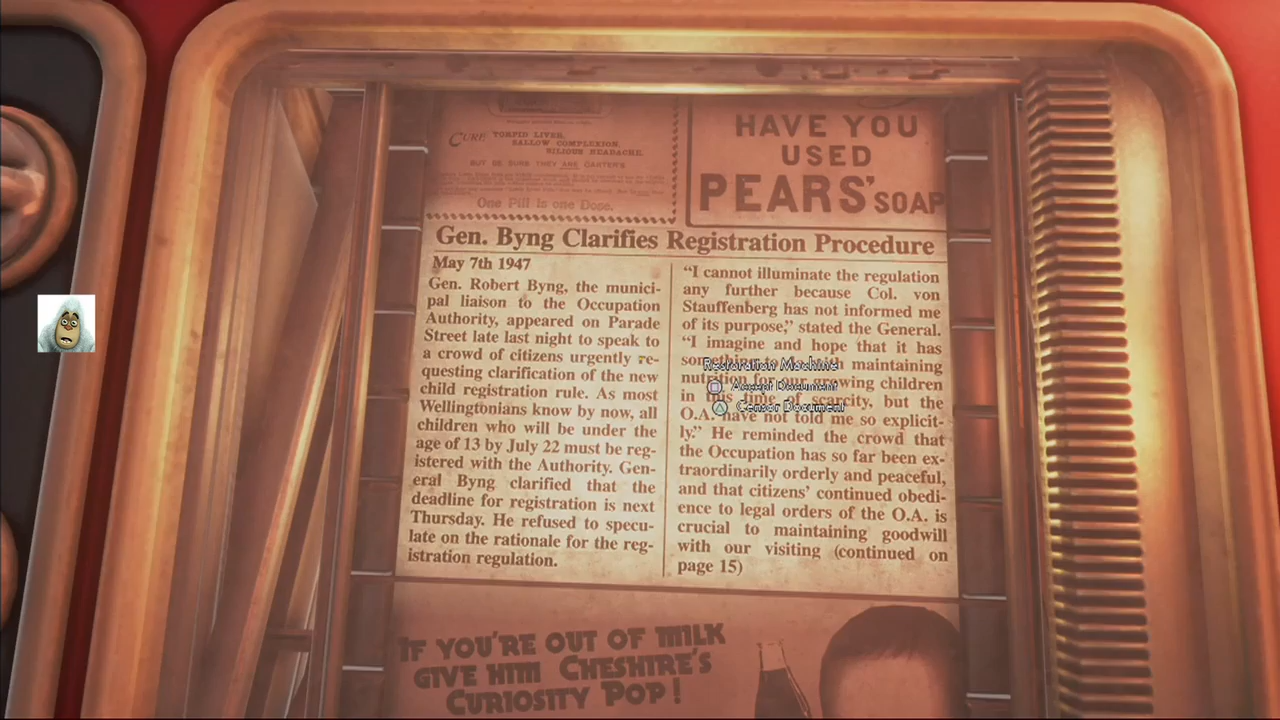 CURE TORPID LIVER,
SALLOW COMPLEXION,
BILIOUS HEADACHE.
BUT BE SURE THEY ARE CARTER'S
One Pill is one Dose.
HAVE YOU
USED
PEARS' SOAP
Gen. Byng Clarifies Registration Procedure
May 7th 1947
Gen. Robert Byng, the munici-
pal liaison to the Occupation
Authority, appeared on Parade
Street late last night to speak to
a crowd of citizens urgently re-
questing clarification of the new
child registration rule. As most
Wellingtonians know by now, all
children who will be under the
age of 13 by July 22 must be reg-
istered with the Authority. Gen-
eral Byng clarified that the
deadline for registration is next
Thursday. He refused to specu-
late on the rationale for the reg-
istration regulation.
"I cannot illuminate the regulation
any further because Col. von
Stauffenberg has not informed me
of its purpose," stated the General.
"I imagine and hope that it has
maintaining
nutrition for our growing children
in this time of scarcity, but the
O.A. have not told me so explicit-
ly." He reminded the crowd that
the Occupation has so far been ex-
traordinarily orderly and peaceful,
and that citizens' continued obedi-
ence to legal orders of the O.A. is
crucial to maintaining goodwill
with our visiting (continued on
page 15)
Restoration Machine
Accept Document
Censor Document
IF YOU'RE OUT OF MILK
GIVE HIM CHESHIRE'S
CURIOSITY POP!